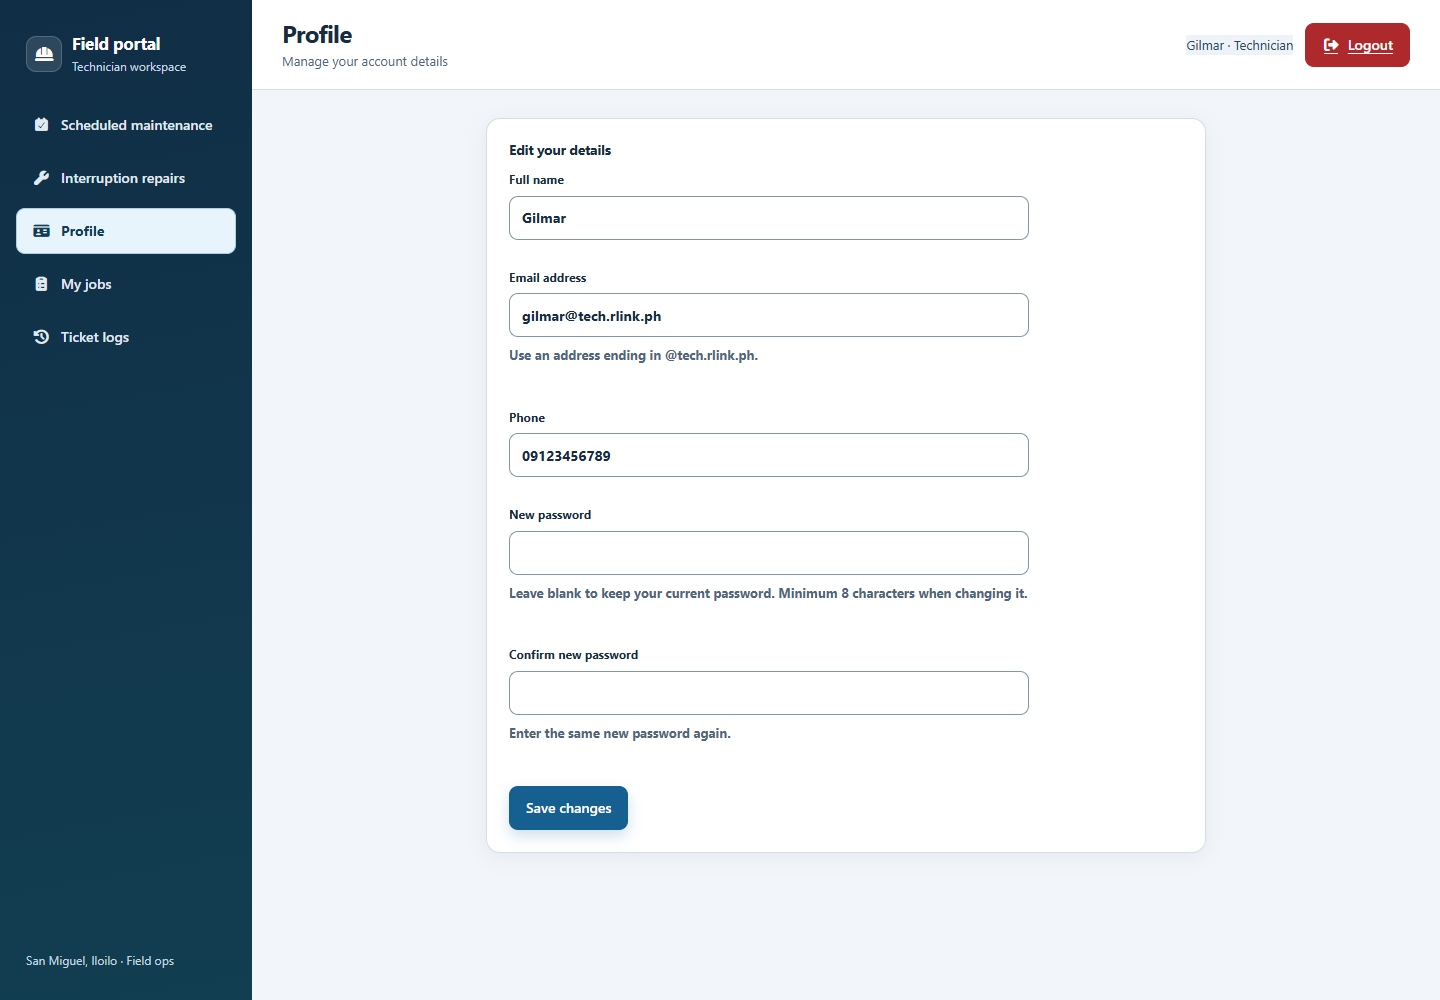 Field portal
Technician workspace
Scheduled maintenance
Interruption repairs
Profile
My jobs
Ticket logs
San Miguel, Iloilo · Field ops
Profile
Manage your account details
Gilmar · Technician
Logout
Edit your details
Full name
Gilmar
Email address
gilmar@tech.rlink.ph
Use an address ending in @tech.rlink.ph.
Phone
09123456789
New password
Leave blank to keep your current password. Minimum 8 characters when changing it.
Confirm new password
Enter the same new password again.
Save changes